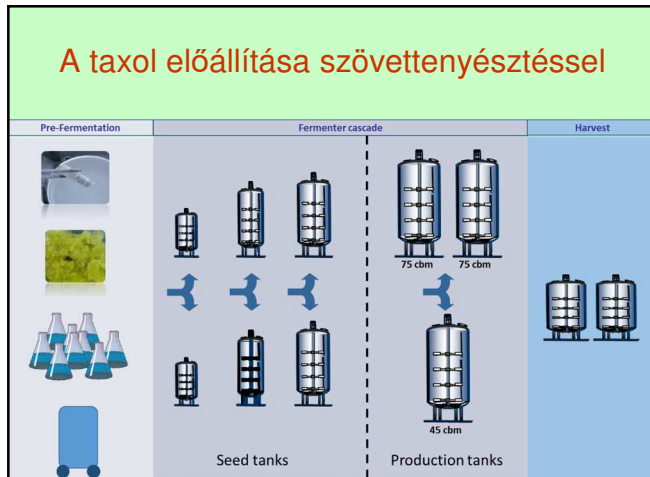 A taxol előállítása szövettenyésztéssel
Pre-Fermentation
Fermenter cascade
Harvest
75 cbm
75 cbm
45 cbm
Seed tanks
Production tanks